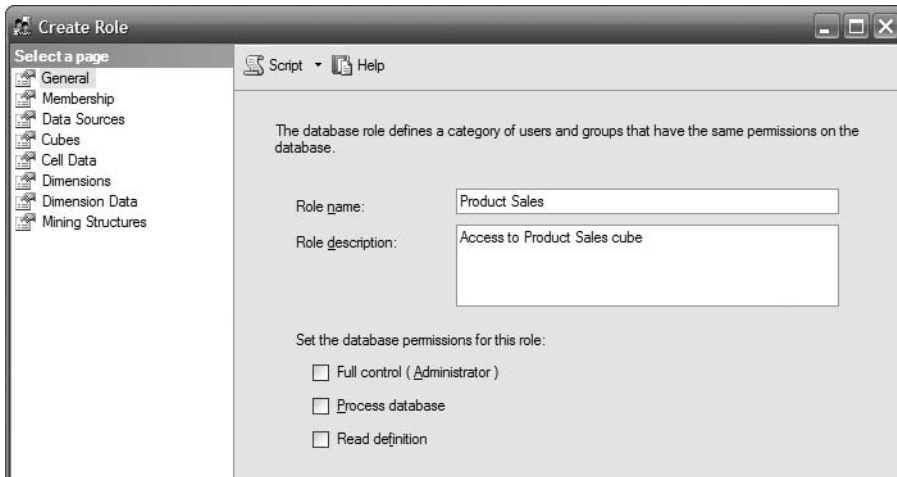 Create Role
Select a page
General
Membership
Data Sources
Cubes
Cell Data
Dimensions
Dimension Data
Mining Structures
Script Help
The database role defines a category of users and groups that have the same permissions on the
database.
Role name: Product Sales
Role description: Access to Product Sales cube
Set the database permissions for this role:
Full control ( Administrator )
Process database
Read definition